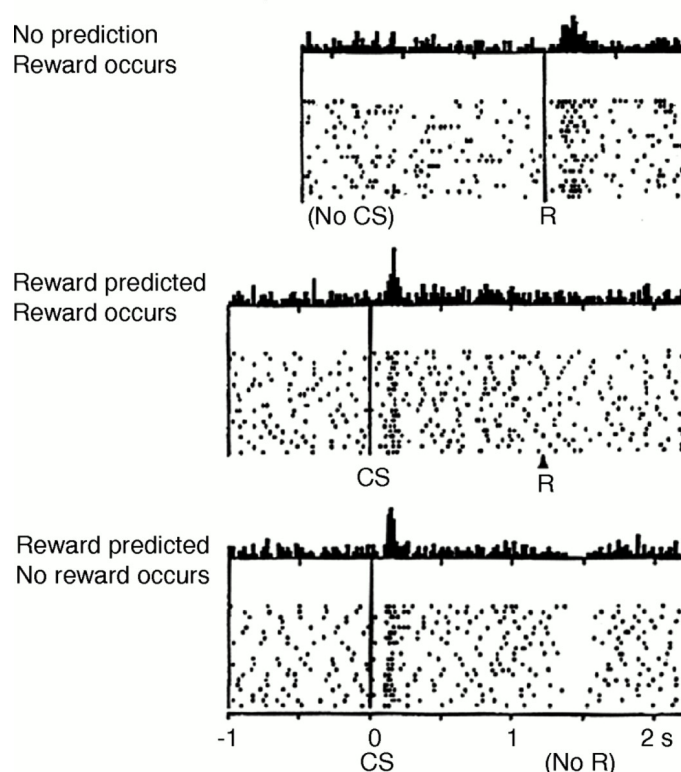 No prediction
Reward occurs
(No CS)
R
Reward predicted
Reward occurs
CS
R
Reward predicted
No reward occurs
-1
0
1
2 s
CS
(No R)